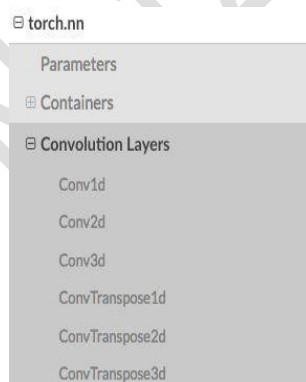 torch.nn
Parameters
Containers
Convolution Layers
Conv1d
Conv2d
Conv3d
ConvTranspose1d
ConvTranspose2d
ConvTranspose3d